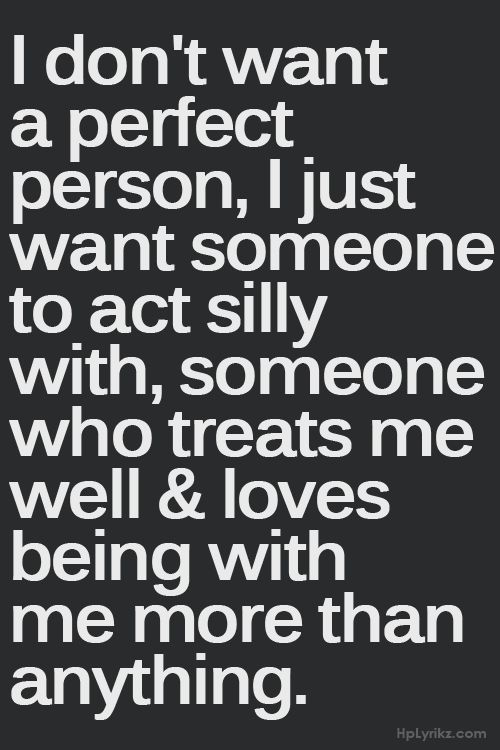 I don't want
a perfect
person, I just
want someone
to act silly
with, someone
who treats me
well & loves
being with
me more than
anything.
HpLyrikz.com